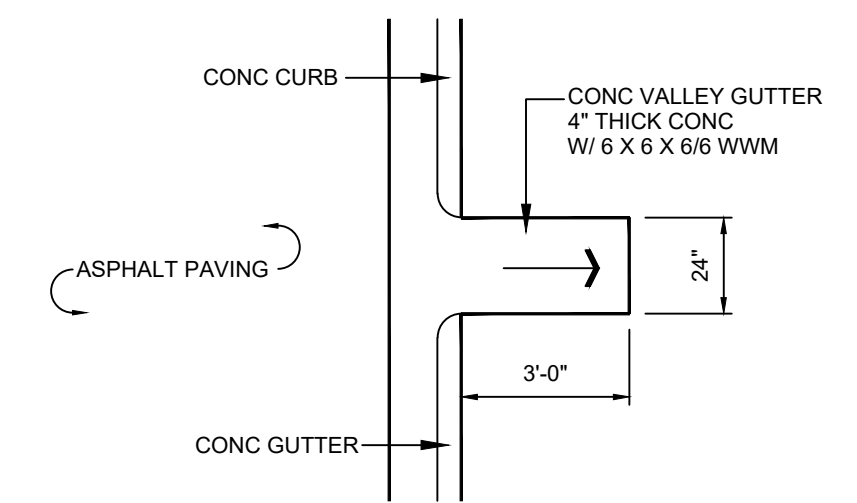 CONC CURB
CONC VALLEY GUTTER
4" THICK CONC
W/ 6 X 6 X 6/6 WWM
ASPHALT PAVING
24"
3'-0"
CONC GUTTER